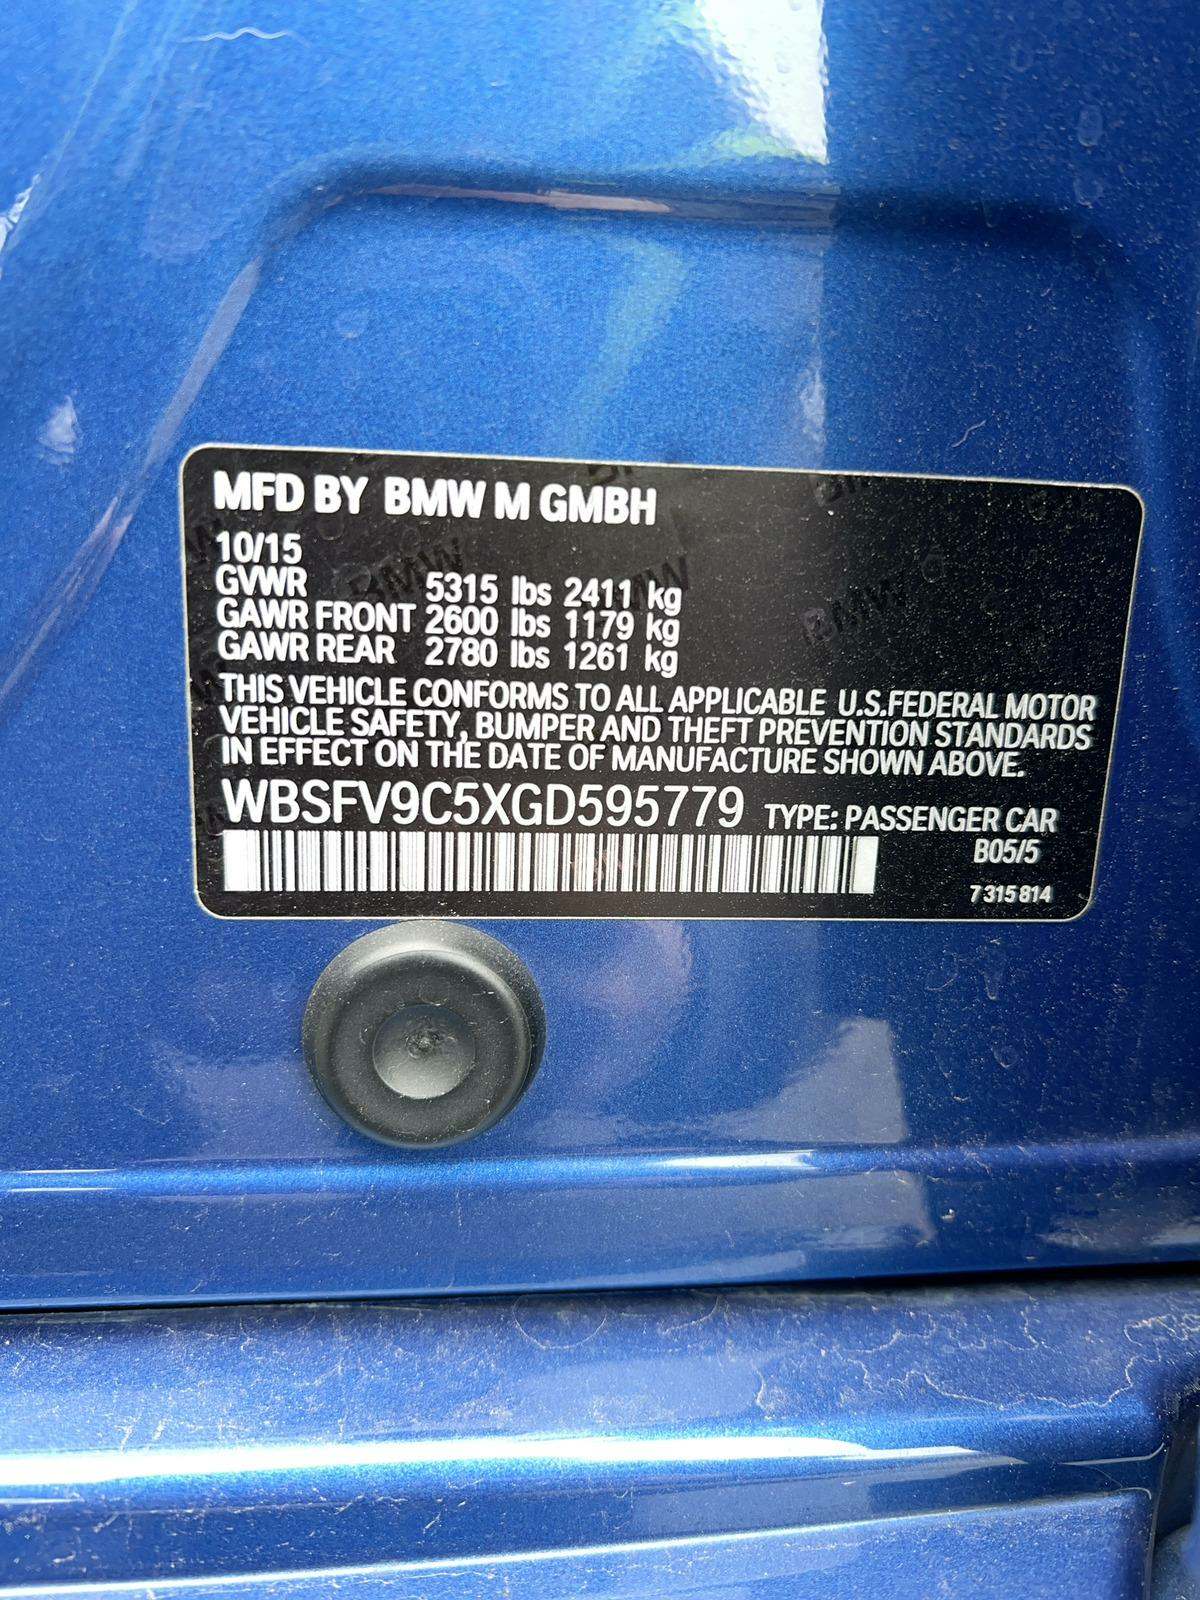 MFD BY BMW M GMBH
10/15
GVWR 5315 lbs 2411 kg
GAWR FRONT 2600 lbs 1179 kg
GAWR REAR 2780 lbs 1261 kg
THIS VEHICLE CONFORMS TO ALL APPLICABLE U.S.FEDERAL MOTOR
VEHICLE SAFETY, BUMPER AND THEFT PREVENTION STANDARDS
IN EFFECT ON THE DATE OF MANUFACTURE SHOWN ABOVE.
WBSFV9C5XGD595779 TYPE: PASSENGER CAR
B05/5
7 315 814